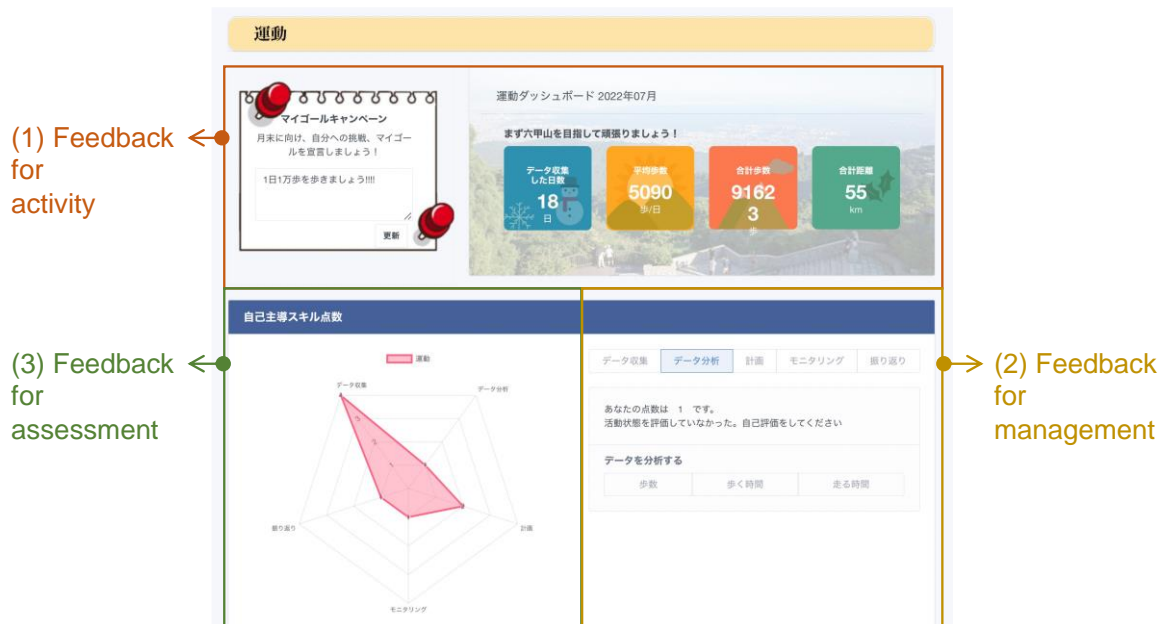 運動
(1) Feedback
for
activity
マイゴールキャンペーン
月末に向け、自分への挑戦、マイゴー
ルを宣言しましょう！
1日1万歩を歩きましょう!!!!
更新
運動ダッシュボード 2022年07月
まず六甲山を目指して頑張りましょう！
データ収集
した日数
18
日
平均歩数
5090
歩/日
合計歩数
9162
3
歩
合計距離
55
km
(3) Feedback
for
assessment
自己主導スキル点数
運動
データ収集
データ分析
計画
モニタリング
振り返り
4
3
2
1
データ収集
データ分析
計画
モニタリング
振り返り
あなたの点数は 1 です。
活動状態を評価していなかった。自己評価をしてください
データを分析する
歩数
歩く時間
走る時間
(2) Feedback
for
management